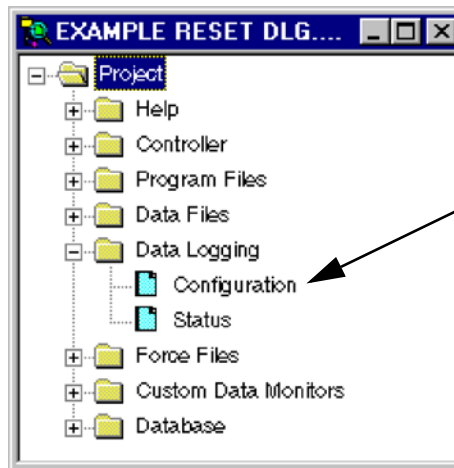 EXAMPLE RESET DLG....
Project
Help
Controller
Program Files
Data Files
Data Logging
Configuration
Status
Force Files
Custom Data Monitors
Database